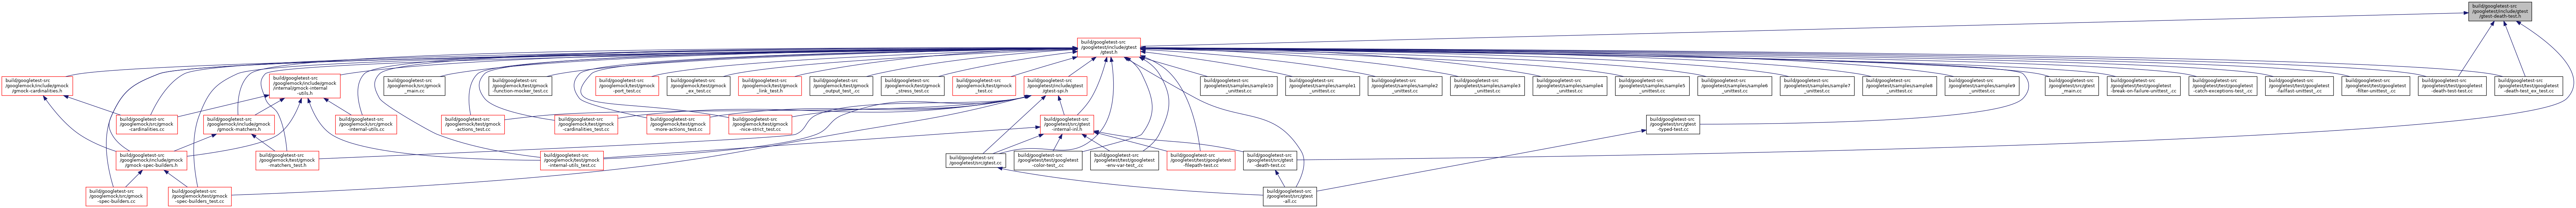 build/googletest-src
/googletest/include/gtest
/gtest-death-test.h
build/googletest-src
/googletest/include/gtest
/gtest.h
build/googletest-src
/googlemock/include/gmock
/gmock-cardinalities.h
build/googletest-src
/googlemock/include/gmock
/internal/gmock-internal
-utils.h
build/googletest-src
/googlemock/src/gmock
_main.cc
build/googletest-src
/googlemock/test/gmock
-function-mocker_test.cc
build/googletest-src
/googlemock/test/gmock
-port_test.cc
build/googletest-src
/googlemock/test/gmock
_ex_test.cc
build/googletest-src
/googlemock/test/gmock
_link_test.h
build/googletest-src
/googlemock/test/gmock
_output_test_.cc
build/googletest-src
/googlemock/test/gmock
_stress_test.cc
build/googletest-src
/googlemock/test/gmock
_test.cc
build/googletest-src
/googletest/include/gtest
/gtest-spi.h
build/googletest-src
/googletest/samples/sample10
_unittest.cc
build/googletest-src
/googletest/samples/sample1
_unittest.cc
build/googletest-src
/googletest/samples/sample2
_unittest.cc
build/googletest-src
/googletest/samples/sample3
_unittest.cc
build/googletest-src
/googletest/samples/sample4
_unittest.cc
build/googletest-src
/googletest/samples/sample5
_unittest.cc
build/googletest-src
/googletest/samples/sample6
_unittest.cc
build/googletest-src
/googletest/samples/sample7
_unittest.cc
build/googletest-src
/googletest/samples/sample8
_unittest.cc
build/googletest-src
/googletest/samples/sample9
_unittest.cc
build/googletest-src
/googletest/src/gtest
_main.cc
build/googletest-src
/googletest/test/googletest
-break-on-failure-unittest_.cc
build/googletest-src
/googletest/test/googletest
-catch-exceptions-test_.cc
build/googletest-src
/googletest/test/googletest
-failfast-unittest_.cc
build/googletest-src
/googletest/test/googletest
-filter-unittest_.cc
build/googletest-src
/googletest/test/googletest
-death-test-test.cc
build/googletest-src
/googletest/test/googletest
-death-test_ex_test.cc
build/googletest-src
/googlemock/src/gmock
-cardinalities.cc
build/googletest-src
/googlemock/include/gmock
/gmock-matchers.h
build/googletest-src
/googlemock/src/gmock
-internal-utils.cc
build/googletest-src
/googlemock/test/gmock
-actions_test.cc
build/googletest-src
/googlemock/test/gmock
-cardinalities_test.cc
build/googletest-src
/googlemock/test/gmock
-more-actions_test.cc
build/googletest-src
/googlemock/test/gmock
-nice-strict_test.cc
build/googletest-src
/googletest/src/gtest
-internal-inl.h
build/googletest-src
/googletest/src/gtest
-typed-test.cc
build/googletest-src
/googlemock/include/gmock
/gmock-spec-builders.h
build/googletest-src
/googlemock/test/gmock
-matchers_test.h
build/googletest-src
/googlemock/test/gmock
-internal-utils_test.cc
build/googletest-src
/googletest/src/gtest.cc
build/googletest-src
/googletest/test/googletest
-color-test_.cc
build/googletest-src
/googletest/test/googletest
-env-var-test_.cc
build/googletest-src
/googletest/test/googletest
-filepath-test.cc
build/googletest-src
/googletest/src/gtest
-death-test.cc
build/googletest-src
/googlemock/src/gmock
-spec-builders.cc
build/googletest-src
/googlemock/test/gmock
-spec-builders_test.cc
build/googletest-src
/googletest/src/gtest
-all.cc